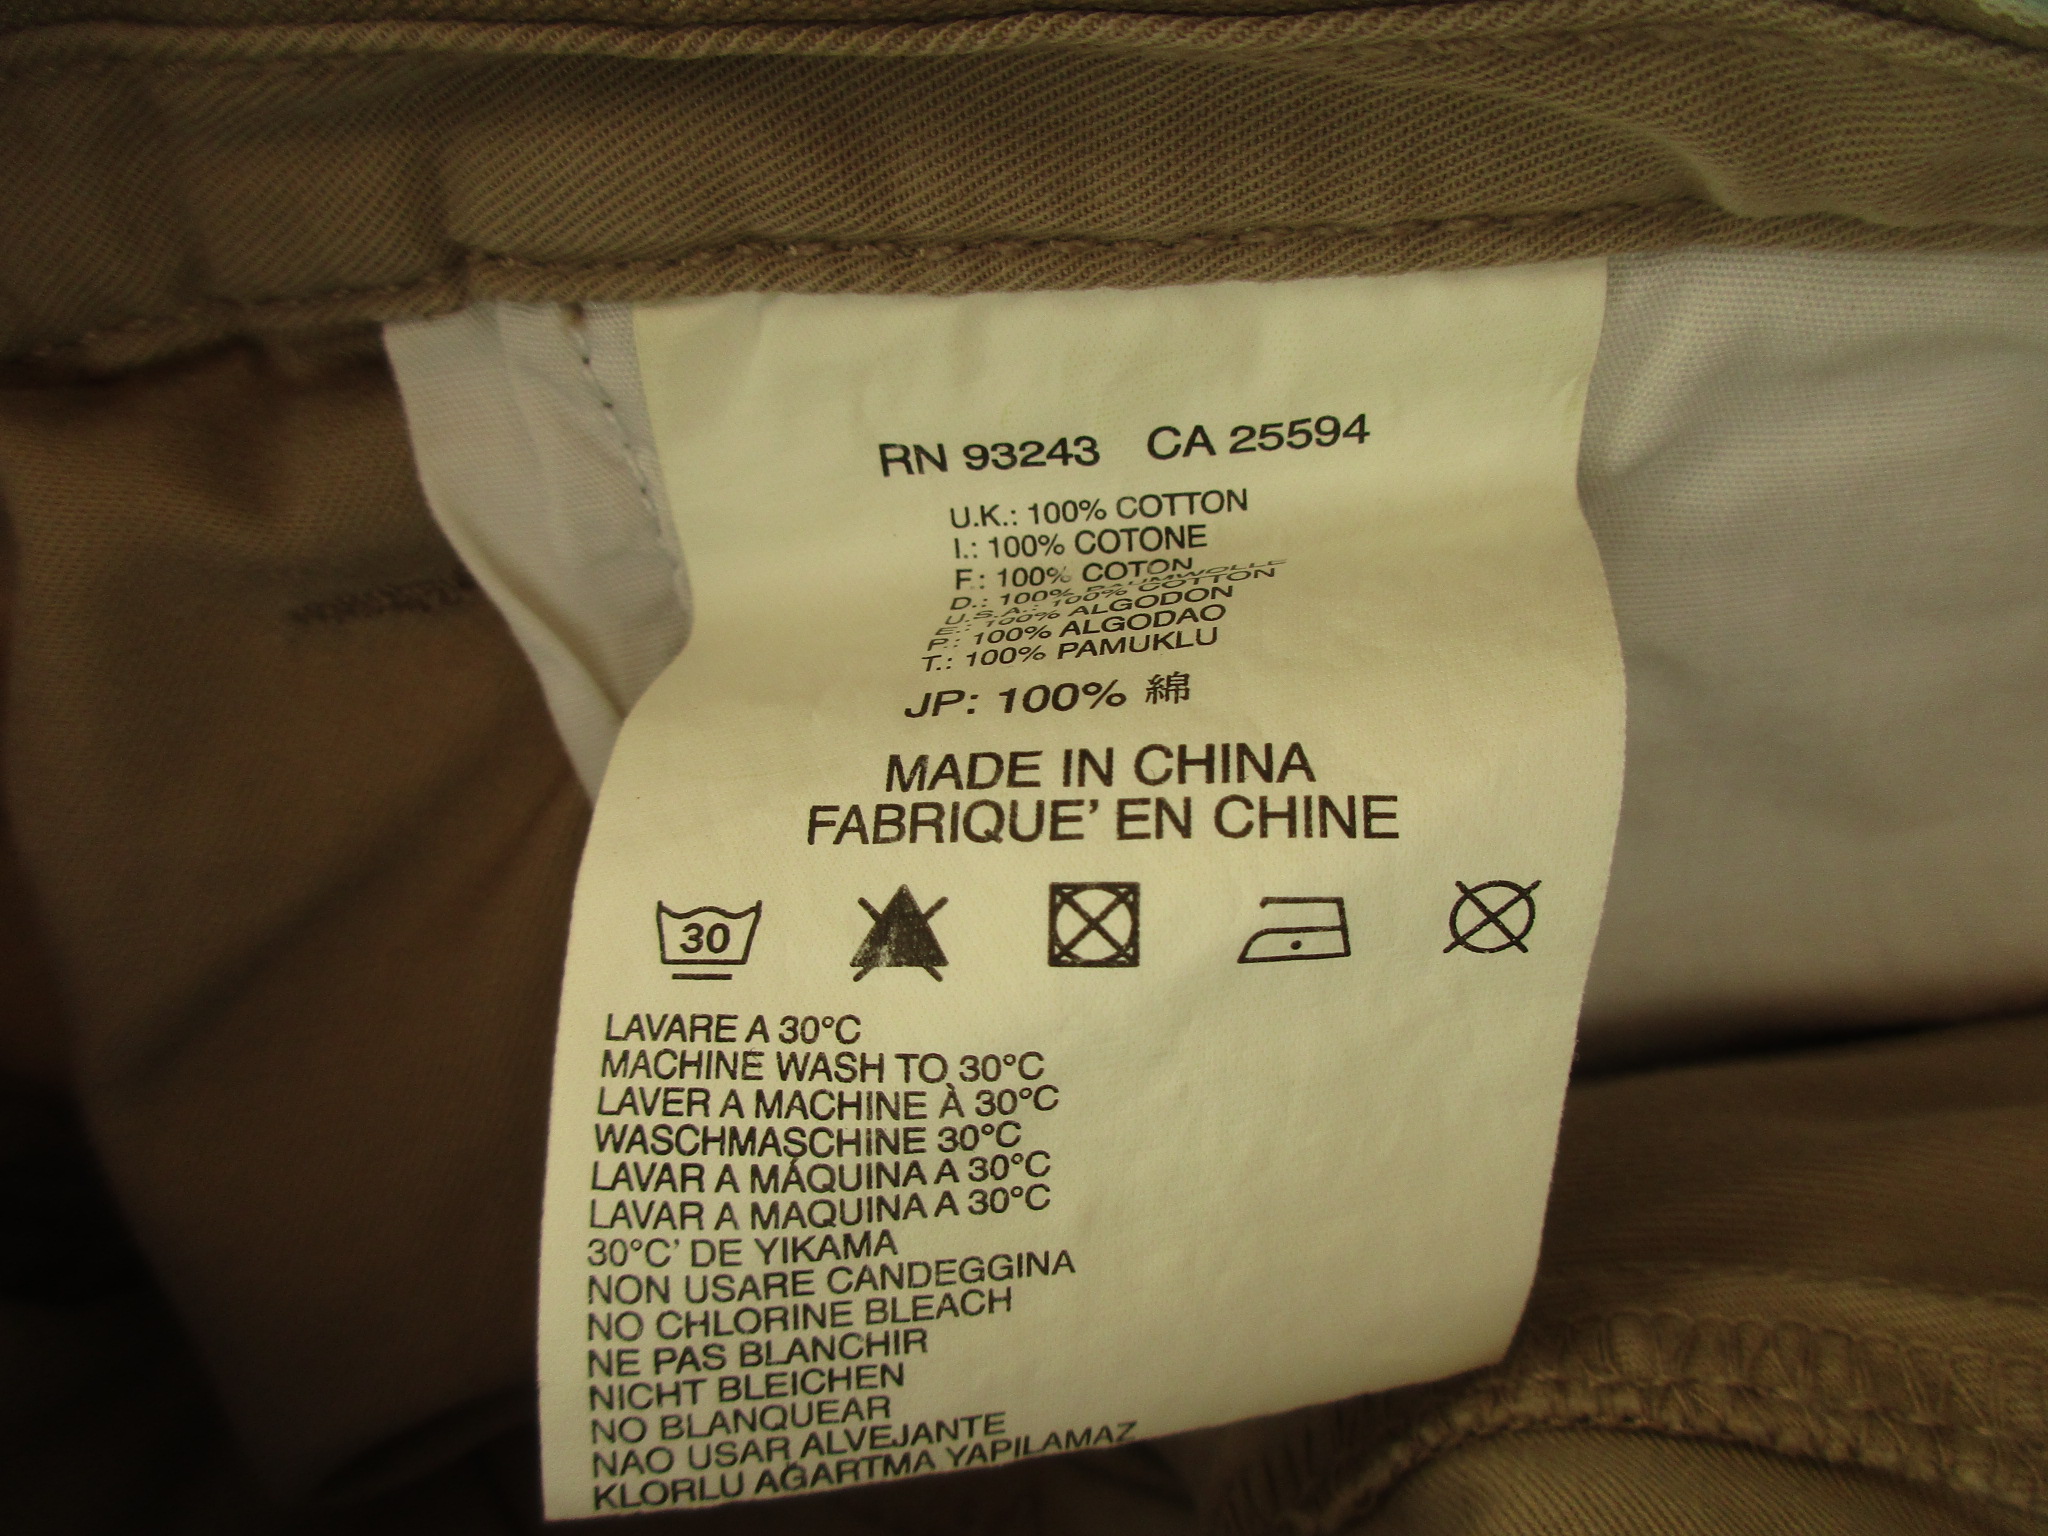 RN 93243 CA 25594
U.K.: 100% COTTON
I.: 100% COTONE
F.: 100% COTON
D.: 100% BAUMWOLLE
U.S.A.: 100% COTTON
E.: 100% ALGODON
P.: 100% ALGODAO
T.: 100% PAMUKLU
JP: 100% 綿
MADE IN CHINA
FABRIQUE' EN CHINE
30
LAVARE A 30°C
MACHINE WASH TO 30°C
LAVER A MACHINE À 30°C
WASCHMASCHINE 30°C
LAVAR A MÁQUINA A 30°C
LAVAR A MAQUINA A 30°C
30°C' DE YIKAMA
NON USARE CANDEGGINA
NO CHLORINE BLEACH
NE PAS BLANCHIR
NICHT BLEICHEN
NO BLANQUEAR
NAO USAR ALVEJANTE
KLORLU AĞARTMA YAPILAMAZ